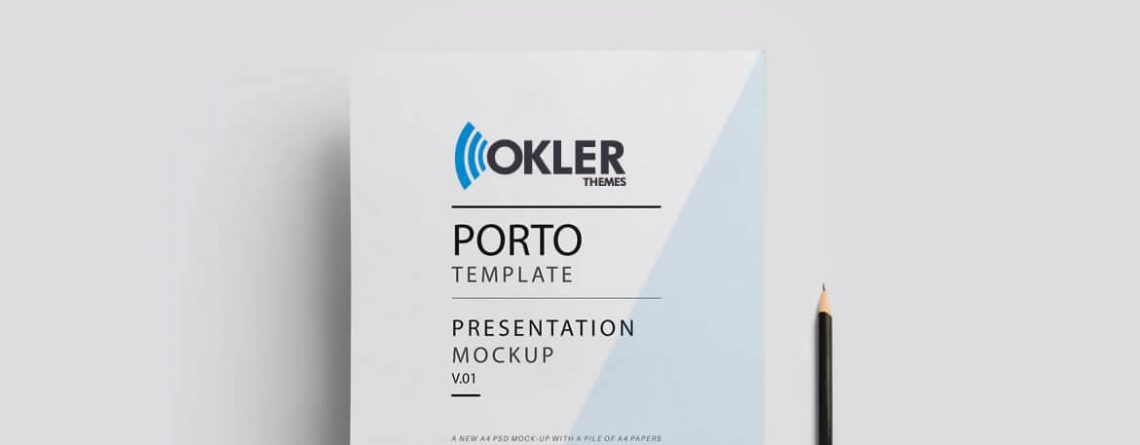 OKLER
THEMES
PORTO
TEMPLATE
PRESENTATION
MOCKUP
V.01
A NEW A4 PSD MOCK-UP WITH A PILE OF A4 PAPERS